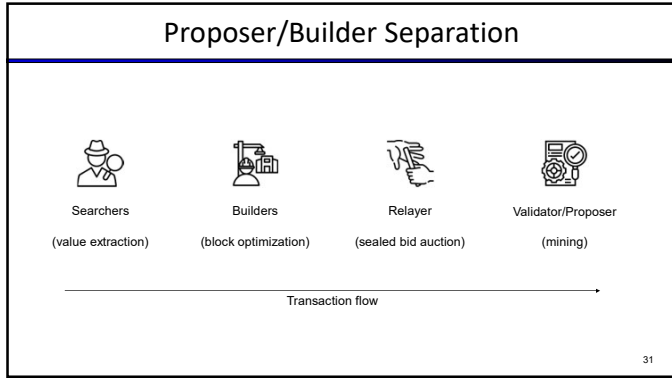 Proposer/Builder Separation
Searchers
(value extraction)
Builders
(block optimization)
Relayer
(sealed bid auction)
Validator/Proposer
(mining)
Transaction flow
31